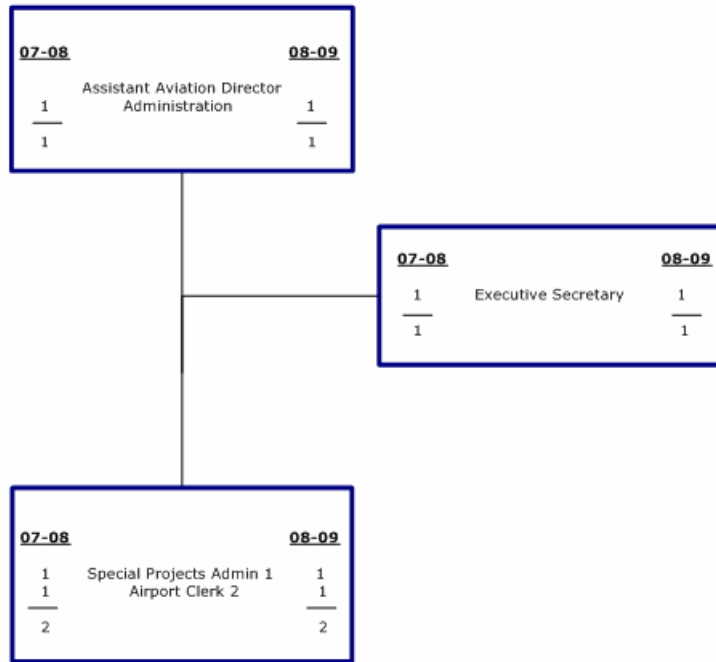 07-08 08-09
Assistant Aviation Director
1 Administration 1
1 1
07-08 08-09
1 Executive Secretary 1
1 1
07-08 08-09
1 Special Projects Admin 1 1
1 Airport Clerk 2 1
2 2